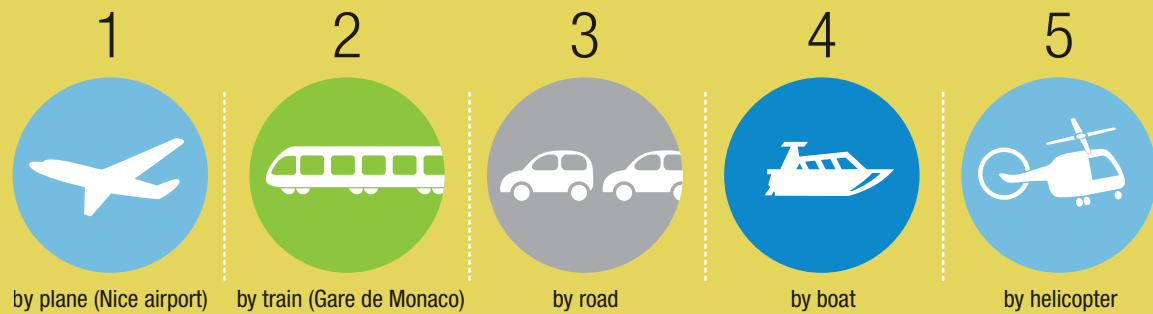 1 2 3 4 5
by plane (Nice airport) by train (Gare de Monaco) by road by boat by helicopter